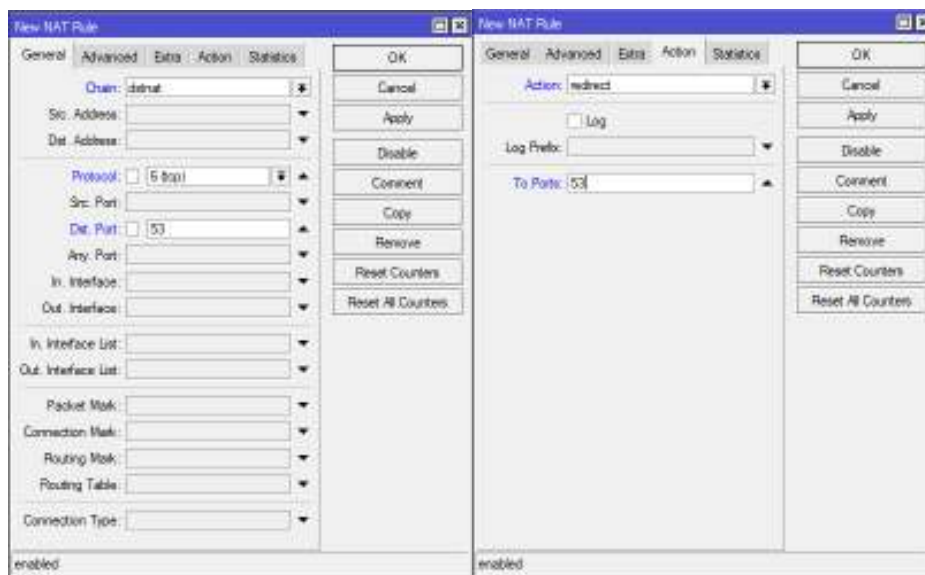 New NAT Rule
General Advanced Extra Action Statistics
Chain: dstnat
Src. Address:
Dst. Address:
Protocol: 6 (tcp)
Src. Port:
Dst. Port: 53
Any. Port:
In. Interface:
Out. Interface:
In. Interface List:
Out. Interface List:
Packet Mark:
Connection Mark:
Routing Mark:
Routing Table:
Connection Type:
OK
Cancel
Apply
Disable
Comment
Copy
Remove
Reset Counters
Reset All Counters
enabled
New NAT Rule
General Advanced Extra Action Statistics
Action: redirect
Log
Log Prefix:
To Ports: 53
OK
Cancel
Apply
Disable
Comment
Copy
Remove
Reset Counters
Reset All Counters
enabled